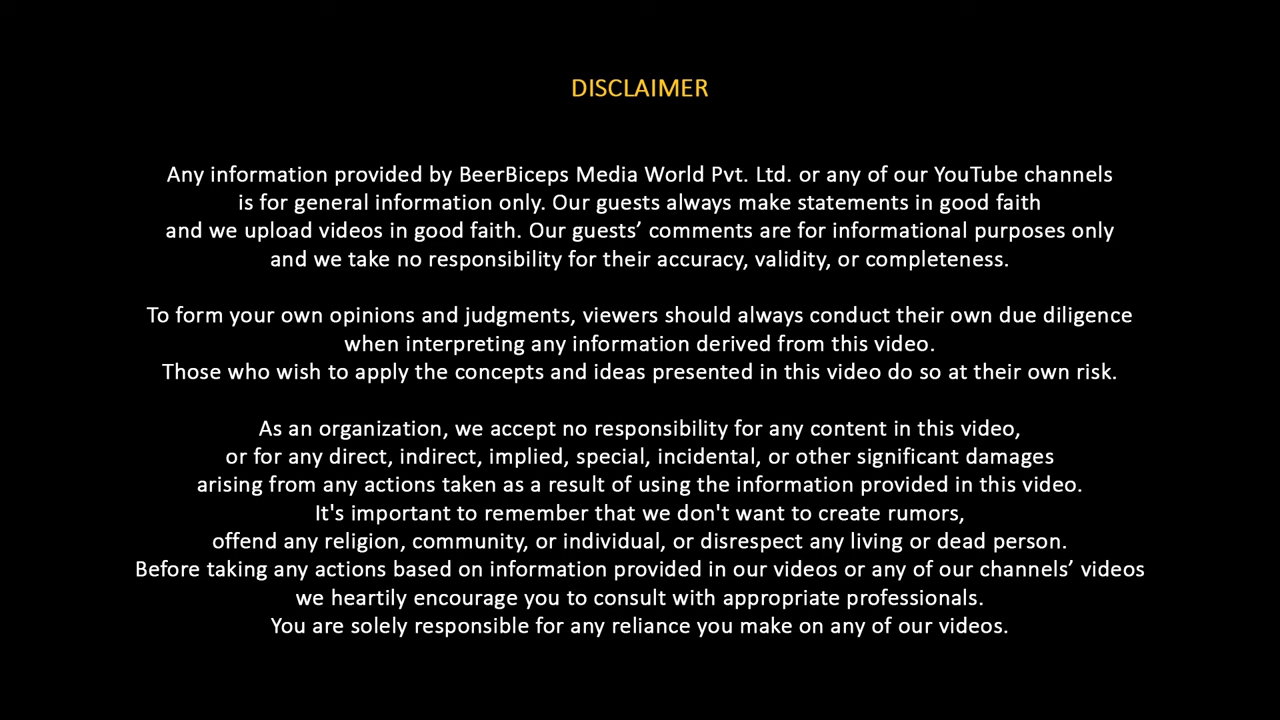 DISCLAIMER
Any information provided by BeerBiceps Media World Pvt. Ltd. or any of our YouTube channels
is for general information only. Our guests always make statements in good faith
and we upload videos in good faith. Our guests’ comments are for informational purposes only
and we take no responsibility for their accuracy, validity, or completeness.
To form your own opinions and judgments, viewers should always conduct their own due diligence
when interpreting any information derived from this video.
Those who wish to apply the concepts and ideas presented in this video do so at their own risk.
As an organization, we accept no responsibility for any content in this video,
or for any direct, indirect, implied, special, incidental, or other significant damages
arising from any actions taken as a result of using the information provided in this video.
It's important to remember that we don't want to create rumors,
offend any religion, community, or individual, or disrespect any living or dead person.
Before taking any actions based on information provided in our videos or any of our channels’ videos
we heartily encourage you to consult with appropriate professionals.
You are solely responsible for any reliance you make on any of our videos.